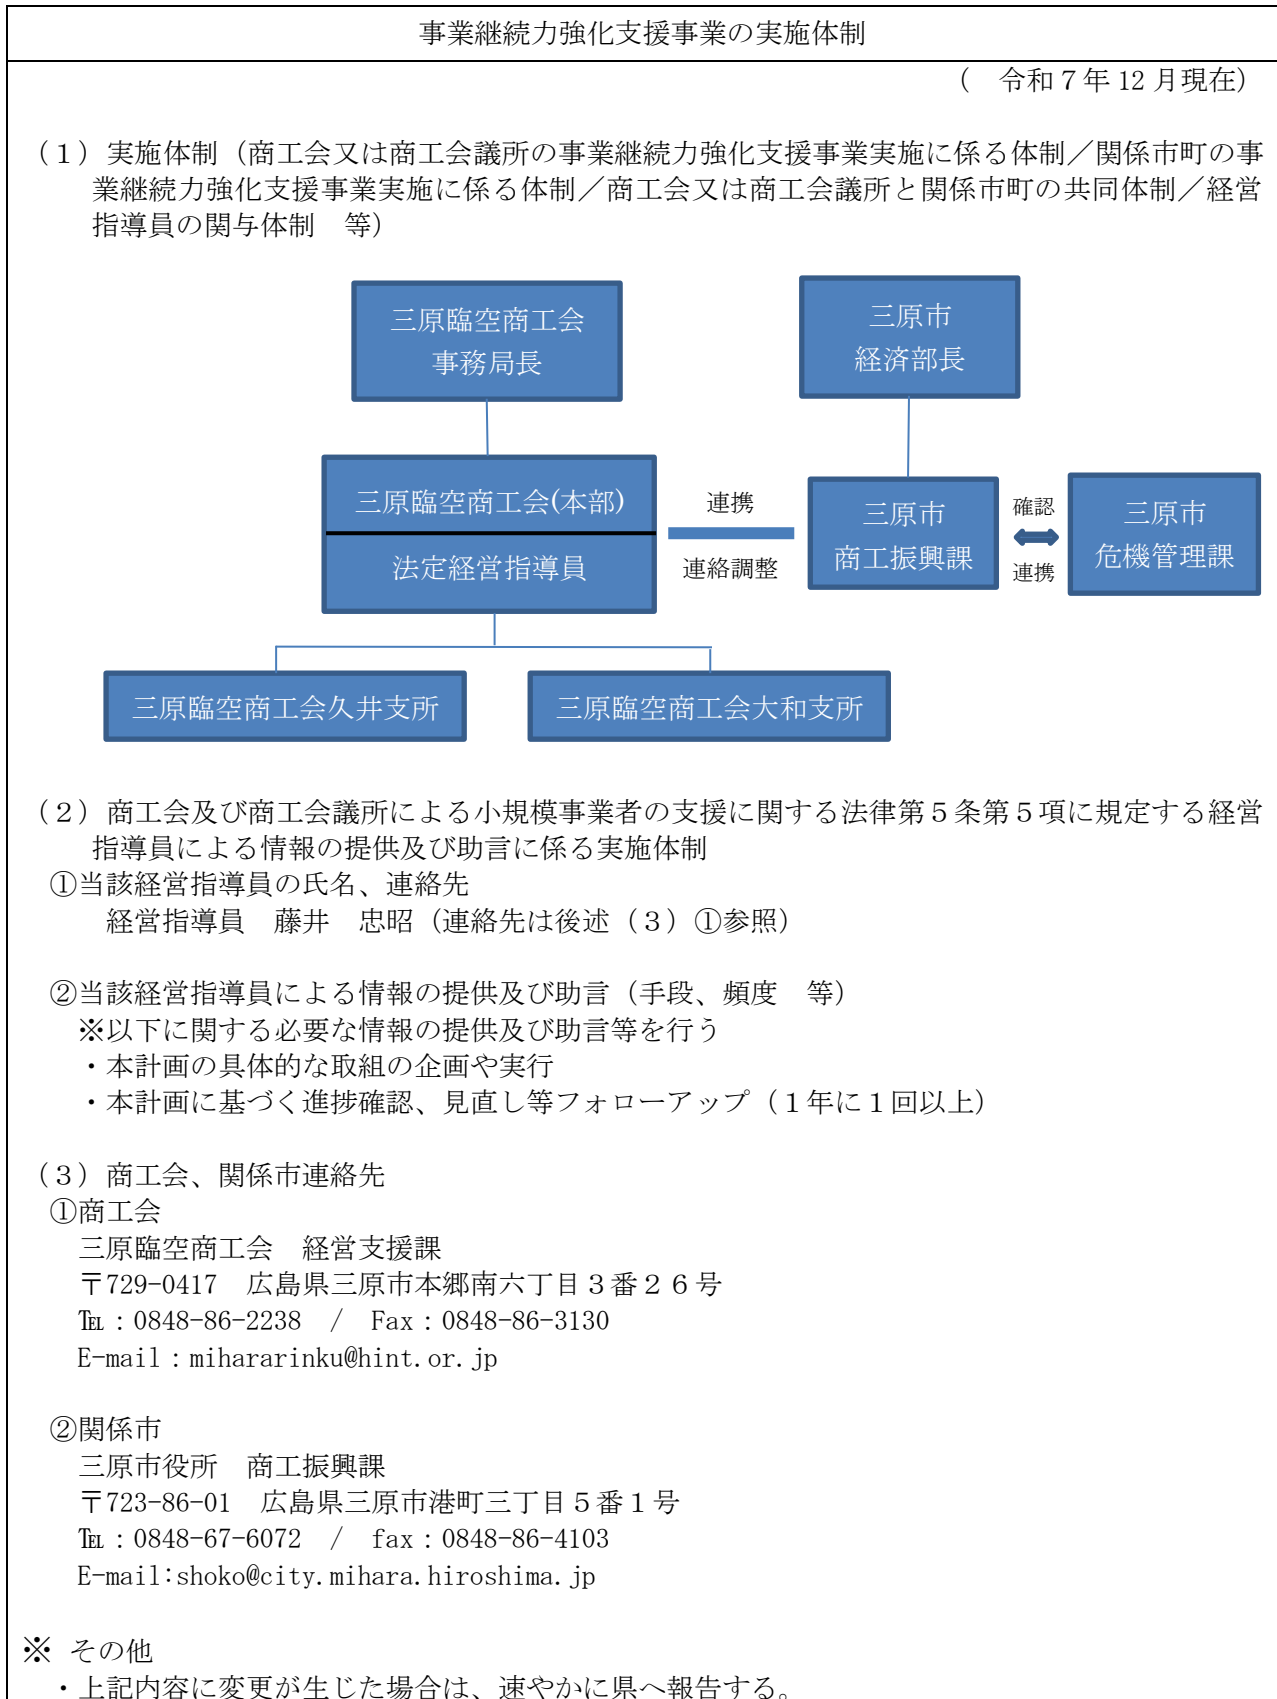 事業継続力強化支援事業の実施体制
(　令和７年 12 月現在)
（１）実施体制（商工会又は商工会議所の事業継続力強化支援事業実施に係る体制／関係市町の事
業継続力強化支援事業実施に係る体制／商工会又は商工会議所と関係市町の共同体制／経営
指導員の関与体制　等）
三原臨空商工会
事務局長
三原市
経済部長
三原臨空商工会(本部)
法定経営指導員
連携
連絡調整
三原市
商工振興課
確認
連携
三原市
危機管理課
三原臨空商工会久井支所
三原臨空商工会大和支所
（２）商工会及び商工会議所による小規模事業者の支援に関する法律第５条第５項に規定する経営
指導員による情報の提供及び助言に係る実施体制
①当該経営指導員の氏名、連絡先
経営指導員　藤井　忠昭（連絡先は後述（３）①参照）
②当該経営指導員による情報の提供及び助言（手段、頻度　等）
※以下に関する必要な情報の提供及び助言等を行う
・本計画の具体的な取組の企画や実行
・本計画に基づく進捗確認、見直し等フォローアップ（１年に１回以上）
（３）商工会、関係市連絡先
①商工会
三原臨空商工会　経営支援課
〒729-0417　広島県三原市本郷南六丁目３番２６号
℡：0848-86-2238　/　Fax：0848-86-3130
E-mail：mihararinku@hint.or.jp
②関係市
三原市役所　商工振興課
〒723-86-01　広島県三原市港町三丁目５番１号
℡：0848-67-6072　/　fax：0848-86-4103
E-mail:shoko@city.mihara.hiroshima.jp
※ その他
・上記内容に変更が生じた場合は、速やかに県へ報告する。